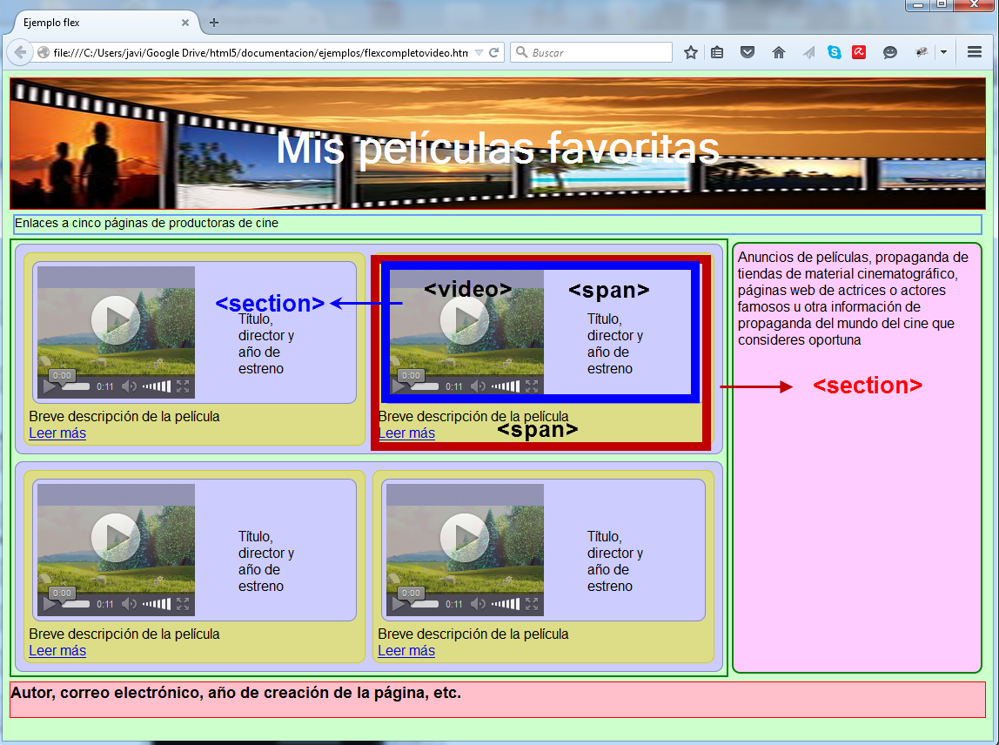 Ejemplo flex
file:///C:/Users/javi/Google Drive/html5/documentacion/ejemplos/flexcompletovideo.htm
Buscar
Mis películas favoritas
Enlaces a cinco páginas de productoras de cine
<section>
Título,
director y
año de
estreno
0:00
0:11
Breve descripción de la película
Leer más
<video>
<span>
Título,
director y
año de
estreno
0:00
0:11
Breve descripción de la película
Leer más
<span>
Anuncios de películas, propaganda de
tiendas de material cinematográfico,
páginas web de actrices o actores
famosos u otra información de
propaganda del mundo del cine que
consideres oportuna
<section>
Título,
director y
año de
estreno
0:00
0:11
Breve descripción de la película
Leer más
Título,
director y
año de
estreno
0:00
0:11
Breve descripción de la película
Leer más
Autor, correo electrónico, año de creación de la página, etc.